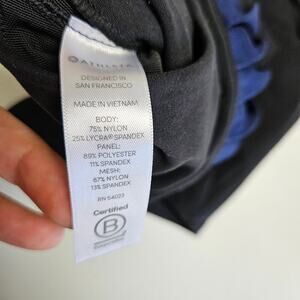 ATHLETA
DESIGNED IN
SAN FRANCISCO
MADE IN VIETNAM
BODY:
75% NYLON
25% LYCRA® SPANDEX
PANEL:
89% POLYESTER
11% SPANDEX
MESH:
87% NYLON
13% SPANDEX
RN 54023
Certified
B
Corporation